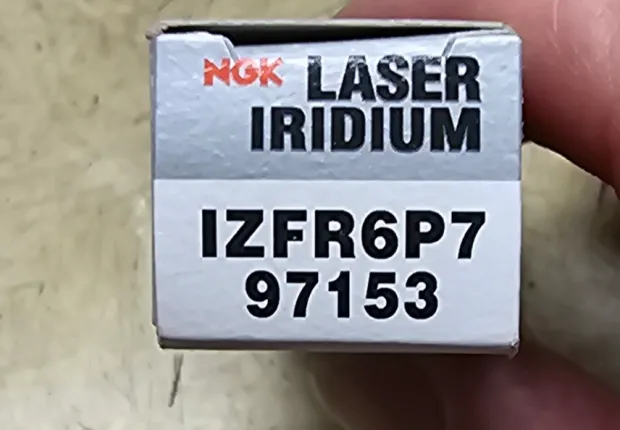 NGK LASER
IRIDIUM
IZFR6P7
97153